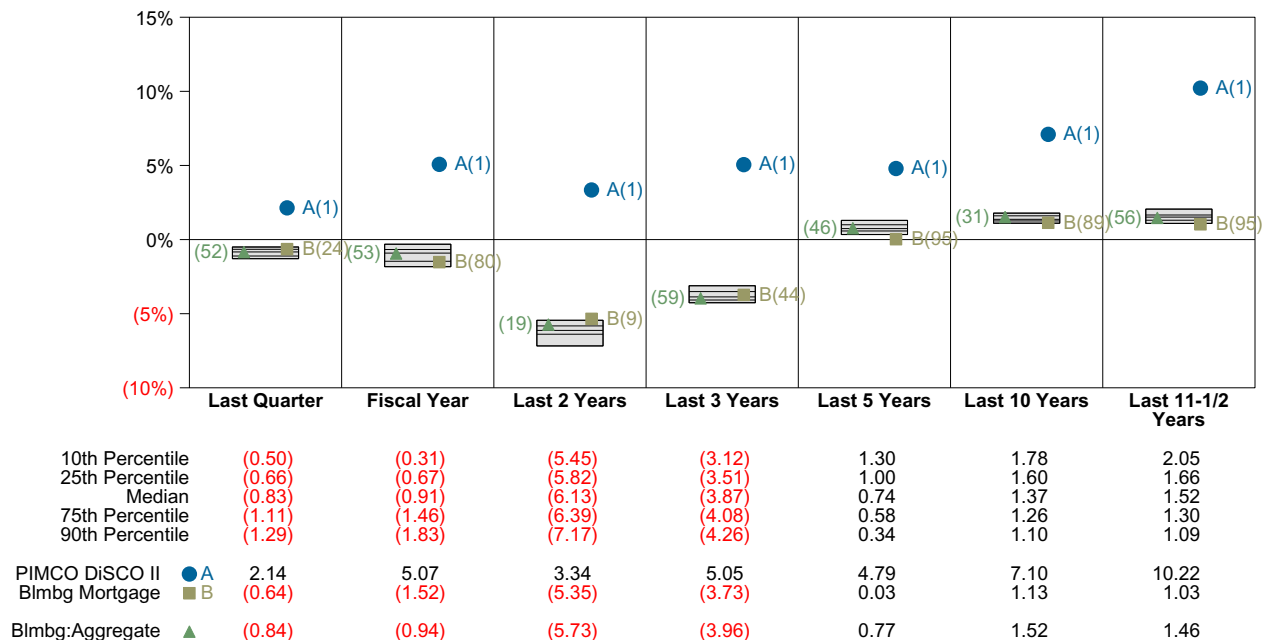 15%
10%
5%
0%
(5%)
(10%)
A(1) A(1) A(1) A(1) A(1) A(1) A(1)
(52) B(24) (53) B(80) (19) B(9) (59) B(44) (46) B(95) (31) B(89) (56) B(95)
Last Quarter Fiscal Year Last 2 Years Last 3 Years Last 5 Years Last 10 Years Last 11-1/2
Years
10th Percentile (0.50) (0.31) (5.45) (3.12) 1.30 1.78 2.05
25th Percentile (0.66) (0.67) (5.82) (3.51) 1.00 1.60 1.66
Median (0.83) (0.91) (6.13) (3.87) 0.74 1.37 1.52
75th Percentile (1.11) (1.46) (6.39) (4.08) 0.58 1.26 1.30
90th Percentile (1.29) (1.83) (7.17) (4.26) 0.34 1.10 1.09
PIMCO DiSCO II A 2.14 5.07 3.34 5.05 4.79 7.10 10.22
Blmbg Mortgage B (0.64) (1.52) (5.35) (3.73) 0.03 1.13 1.03
Blmbg:Aggregate (0.84) (0.94) (5.73) (3.96) 0.77 1.52 1.46